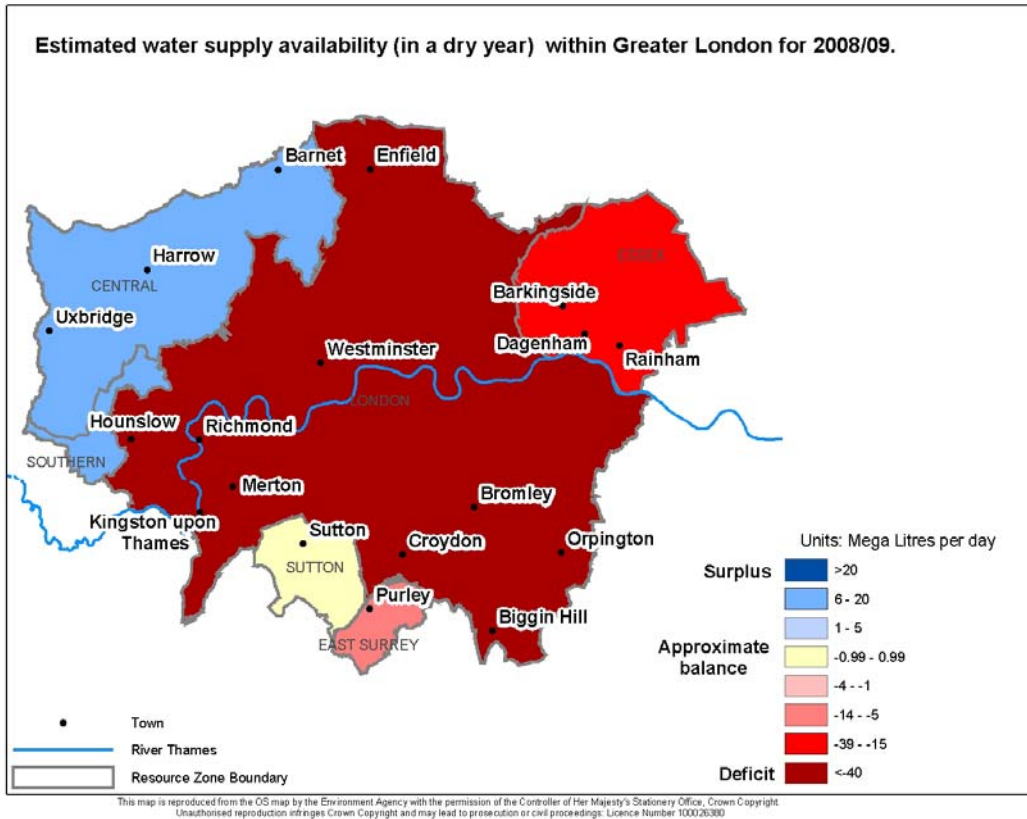 Estimated water supply availability (in a dry year) within Greater London for 2008/09.
Barnet
Enfield
Harrow
CENTRAL
ESSEX
Barkingside
Uxbridge
Dagenham
Rainham
Westminster
LONDON
Hounslow
Richmond
SOUTHERN
Merton
Bromley
Kingston upon
Thames
Sutton
Croydon
Orpington
SUTTON
Purley
Biggin Hill
EAST SURREY
Units: Mega Litres per day
Surplus
>20
6 - 20
1 - 5
Approximate
balance
-0.99 - 0.99
-4 - -1
-14 - -5
-39 - -15
Deficit
<-40
Town
River Thames
Resource Zone Boundary
This map is reproduced from the OS map by the Environment Agency with the permission of the Controller of Her Majesty's Stationery Office, Crown Copyright.
Unauthorised reproduction infringes Crown Copyright and may lead to prosecution or civil proceedings: Licence Number 100026380